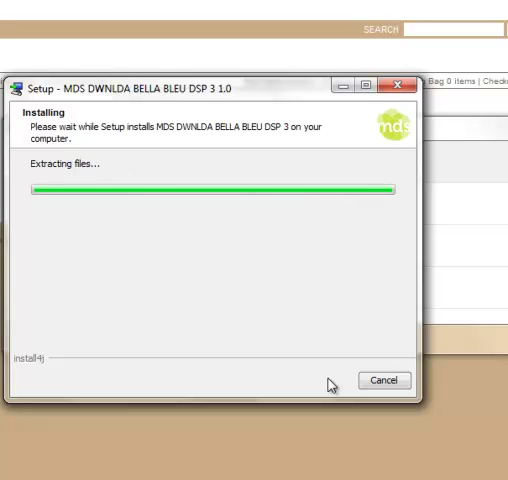 SEARCH
Bag 0 items | Check
Setup - MDS DWNLDA BELLA BLEU DSP 3 1.0
Installing
Please wait while Setup installs MDS DWNLDA BELLA BLEU DSP 3 on your
computer.
mds
Extracting files...
install4j
Cancel